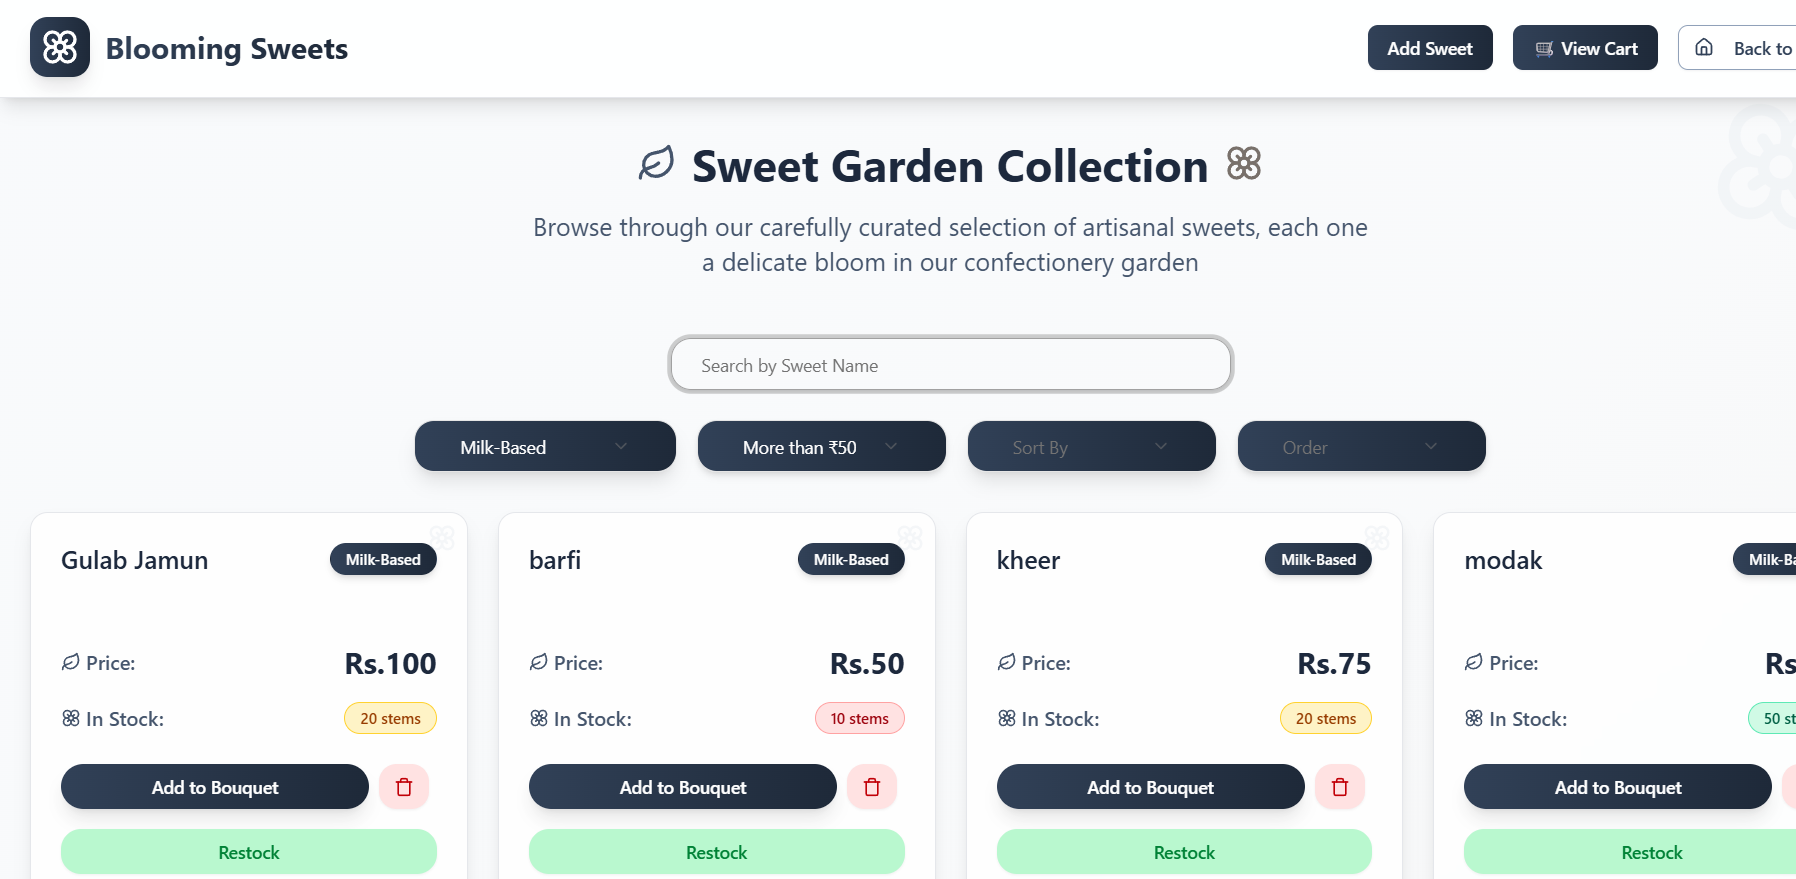 Blooming Sweets
Add Sweet
View Cart
Back to
Sweet Garden Collection
Browse through our carefully curated selection of artisanal sweets, each one
a delicate bloom in our confectionery garden
Search by Sweet Name
Milk-Based
More than ₹50
Sort By
Order
Gulab Jamun
Milk-Based
Price:
Rs.100
In Stock:
20 stems
Add to Bouquet
Restock
barfi
Milk-Based
Price:
Rs.50
In Stock:
10 stems
Add to Bouquet
Restock
kheer
Milk-Based
Price:
Rs.75
In Stock:
20 stems
Add to Bouquet
Restock
modak
Milk-Ba
Price:
Rs
In Stock:
50 st
Add to Bouquet
Restock